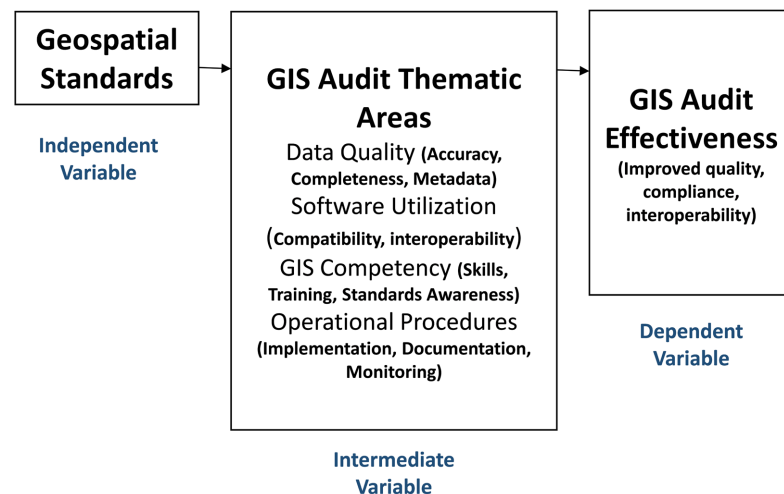 Geospatial
Standards
Independent
Variable
GIS Audit Thematic
Areas
Data Quality (Accuracy,
Completeness, Metadata)
Software Utilization
(Compatibility, interoperability)
GIS Competency (Skills,
Training, Standards Awareness)
Operational Procedures
(Implementation, Documentation,
Monitoring)
Intermediate
Variable
GIS Audit
Effectiveness
(Improved quality,
compliance,
interoperability)
Dependent
Variable